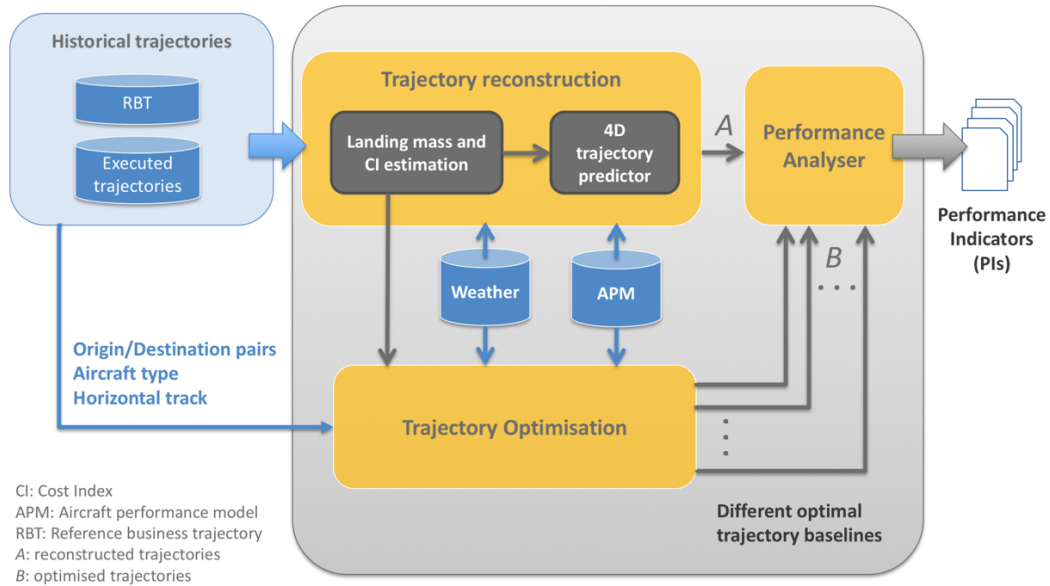 Historical trajectories
RBT
Executed
trajectories
Trajectory reconstruction
Landing mass and
CI estimation
4D
trajectory
predictor
A
Performance
Analyser
Performance
Indicators
(PIs)
B
. . .
Weather
APM
Origin/Destination pairs
Aircraft type
Horizontal track
Trajectory Optimisation
Different optimal
trajectory baselines
CI: Cost Index
APM: Aircraft performance model
RBT: Reference business trajectory
A: reconstructed trajectories
B: optimised trajectories